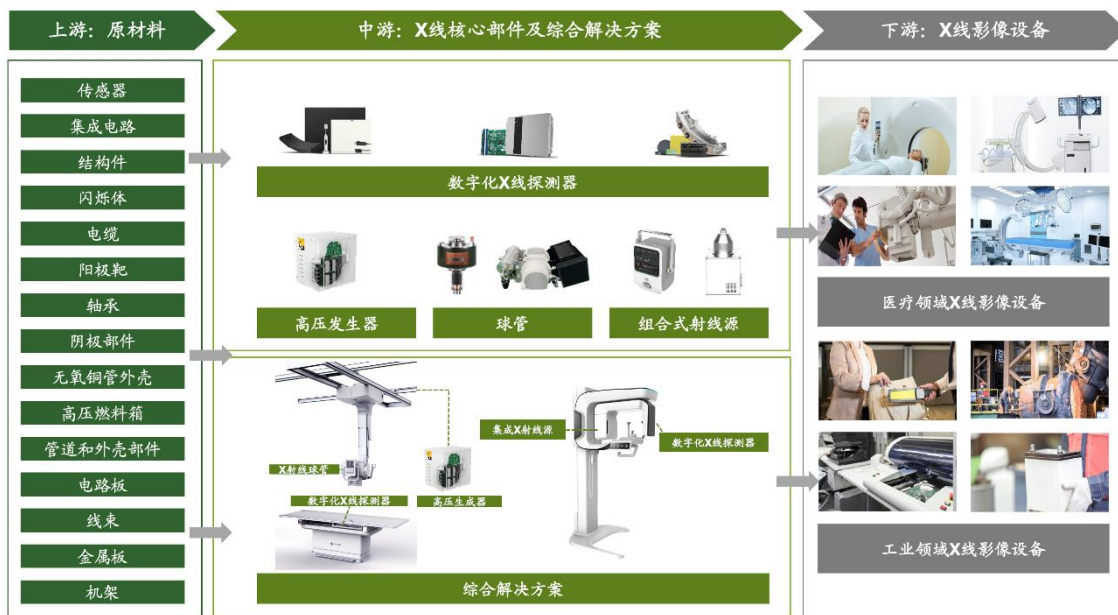 上游：原材料
中游：X线核心部件及综合解决方案
下游：X线影像设备
传感器
集成电路
结构件
闪烁体
电缆
阳极靶
轴承
阴极部件
无氧铜管外壳
高压燃料箱
管道和外壳部件
电路板
线束
金属板
机架
数字化X线探测器
高压发生器
球管
组合式射线源
X射线球管
数字化X线探测器
高压生成器
集成X射线源
数字化X线探测器
综合解决方案
医疗领域X线影像设备
工业领域X线影像设备